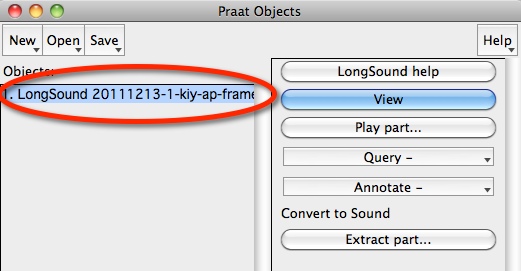 Praat Objects
New Open Save Help
Objects:
1. LongSound 20111213-1-kiy-ap-frame
LongSound help
View
Play part...
Query -
Annotate -
Convert to Sound
Extract part...